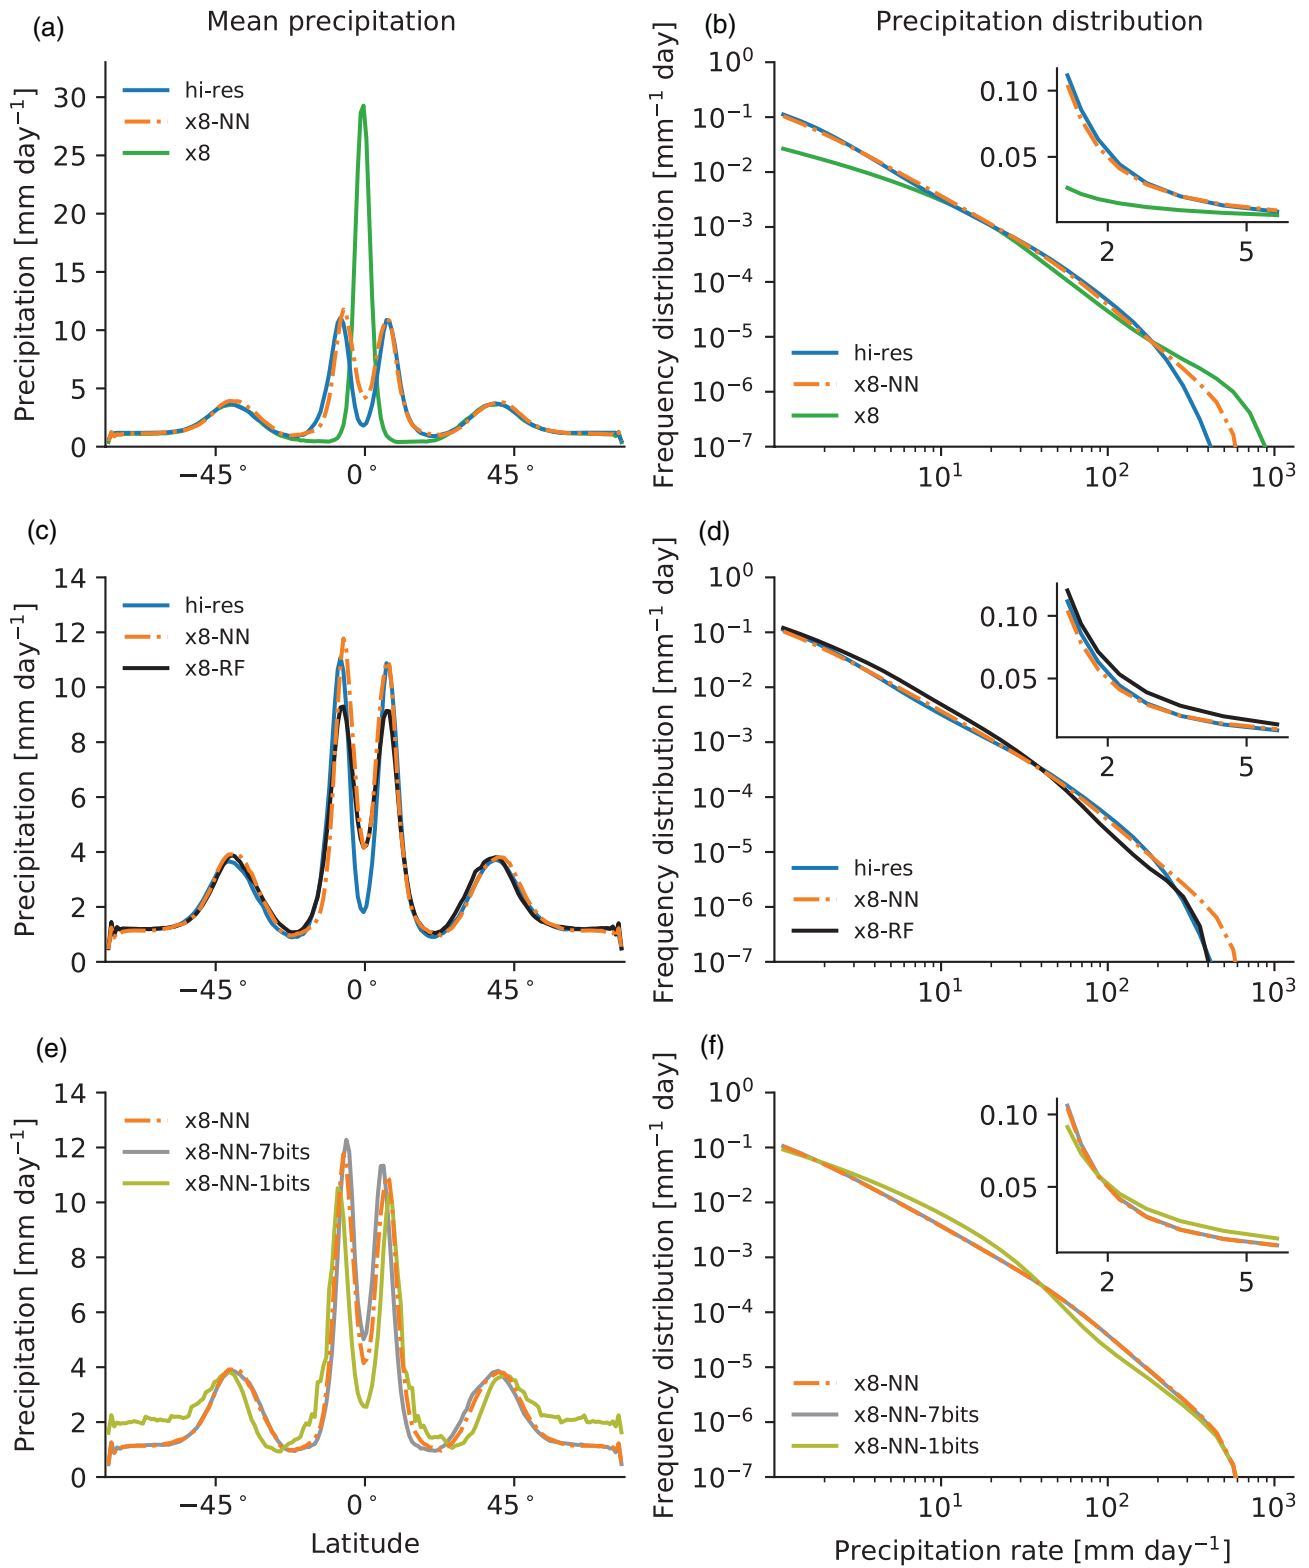 (a)
Mean precipitation
Precipitation [mm day⁻¹]
30
25
20
15
10
5
0
hi-res
x8-NN
x8
−45°
0°
45°
(b)
Precipitation distribution
Frequency distribution [mm⁻¹ day]
10⁰
10⁻¹
10⁻²
10⁻³
10⁻⁴
10⁻⁵
10⁻⁶
10⁻⁷
0.10
0.05
2
5
hi-res
x8-NN
x8
10¹
10²
10³
(c)
Precipitation [mm day⁻¹]
14
12
10
8
6
4
2
0
hi-res
x8-NN
x8-RF
−45°
0°
45°
(d)
Frequency distribution [mm⁻¹ day]
10⁰
10⁻¹
10⁻²
10⁻³
10⁻⁴
10⁻⁵
10⁻⁶
10⁻⁷
0.10
0.05
2
5
hi-res
x8-NN
x8-RF
10¹
10²
10³
(e)
Precipitation [mm day⁻¹]
14
12
10
8
6
4
2
0
x8-NN
x8-NN-7bits
x8-NN-1bits
−45°
0°
45°
Latitude
(f)
Frequency distribution [mm⁻¹ day]
10⁰
10⁻¹
10⁻²
10⁻³
10⁻⁴
10⁻⁵
10⁻⁶
10⁻⁷
0.10
0.05
2
5
x8-NN
x8-NN-7bits
x8-NN-1bits
10¹
10²
10³
Precipitation rate [mm day⁻¹]